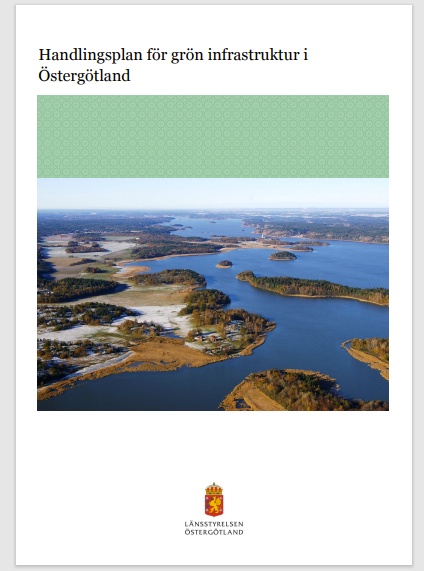 Handlingsplan för grön infrastruktur i
Östergötland
LÄNSSTYRELSEN
ÖSTERGÖTLAND